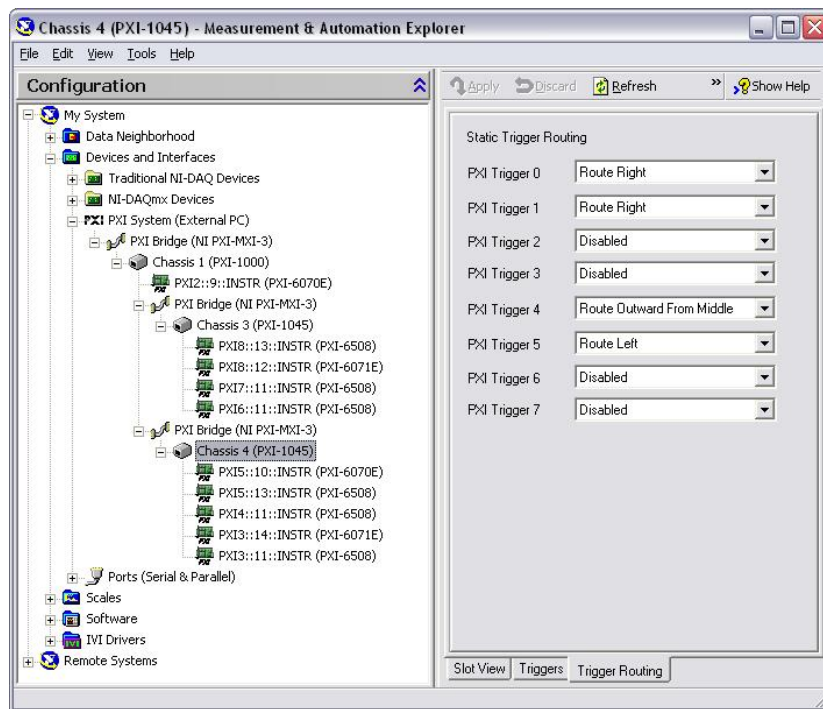 Chassis 4 (PXI-1045) - Measurement & Automation Explorer
File Edit View Tools Help
Configuration
My System
Data Neighborhood
Devices and Interfaces
Traditional NI-DAQ Devices
NI-DAQmx Devices
PXI PXI System (External PC)
PXI Bridge (NI PXI-MXI-3)
Chassis 1 (PXI-1000)
PXI2::9::INSTR (PXI-6070E)
PXI Bridge (NI PXI-MXI-3)
Chassis 3 (PXI-1045)
PXI8::13::INSTR (PXI-6508)
PXI8::12::INSTR (PXI-6071E)
PXI7::11::INSTR (PXI-6508)
PXI6::11::INSTR (PXI-6508)
PXI Bridge (NI PXI-MXI-3)
Chassis 4 (PXI-1045)
PXI5::10::INSTR (PXI-6070E)
PXI5::13::INSTR (PXI-6508)
PXI4::11::INSTR (PXI-6508)
PXI3::14::INSTR (PXI-6071E)
PXI3::11::INSTR (PXI-6508)
Ports (Serial & Parallel)
Scales
Software
IVI Drivers
Remote Systems
Apply Discard Refresh » Show Help
Static Trigger Routing
PXI Trigger 0 Route Right
PXI Trigger 1 Route Right
PXI Trigger 2 Disabled
PXI Trigger 3 Disabled
PXI Trigger 4 Route Outward From Middle
PXI Trigger 5 Route Left
PXI Trigger 6 Disabled
PXI Trigger 7 Disabled
Slot View Triggers Trigger Routing